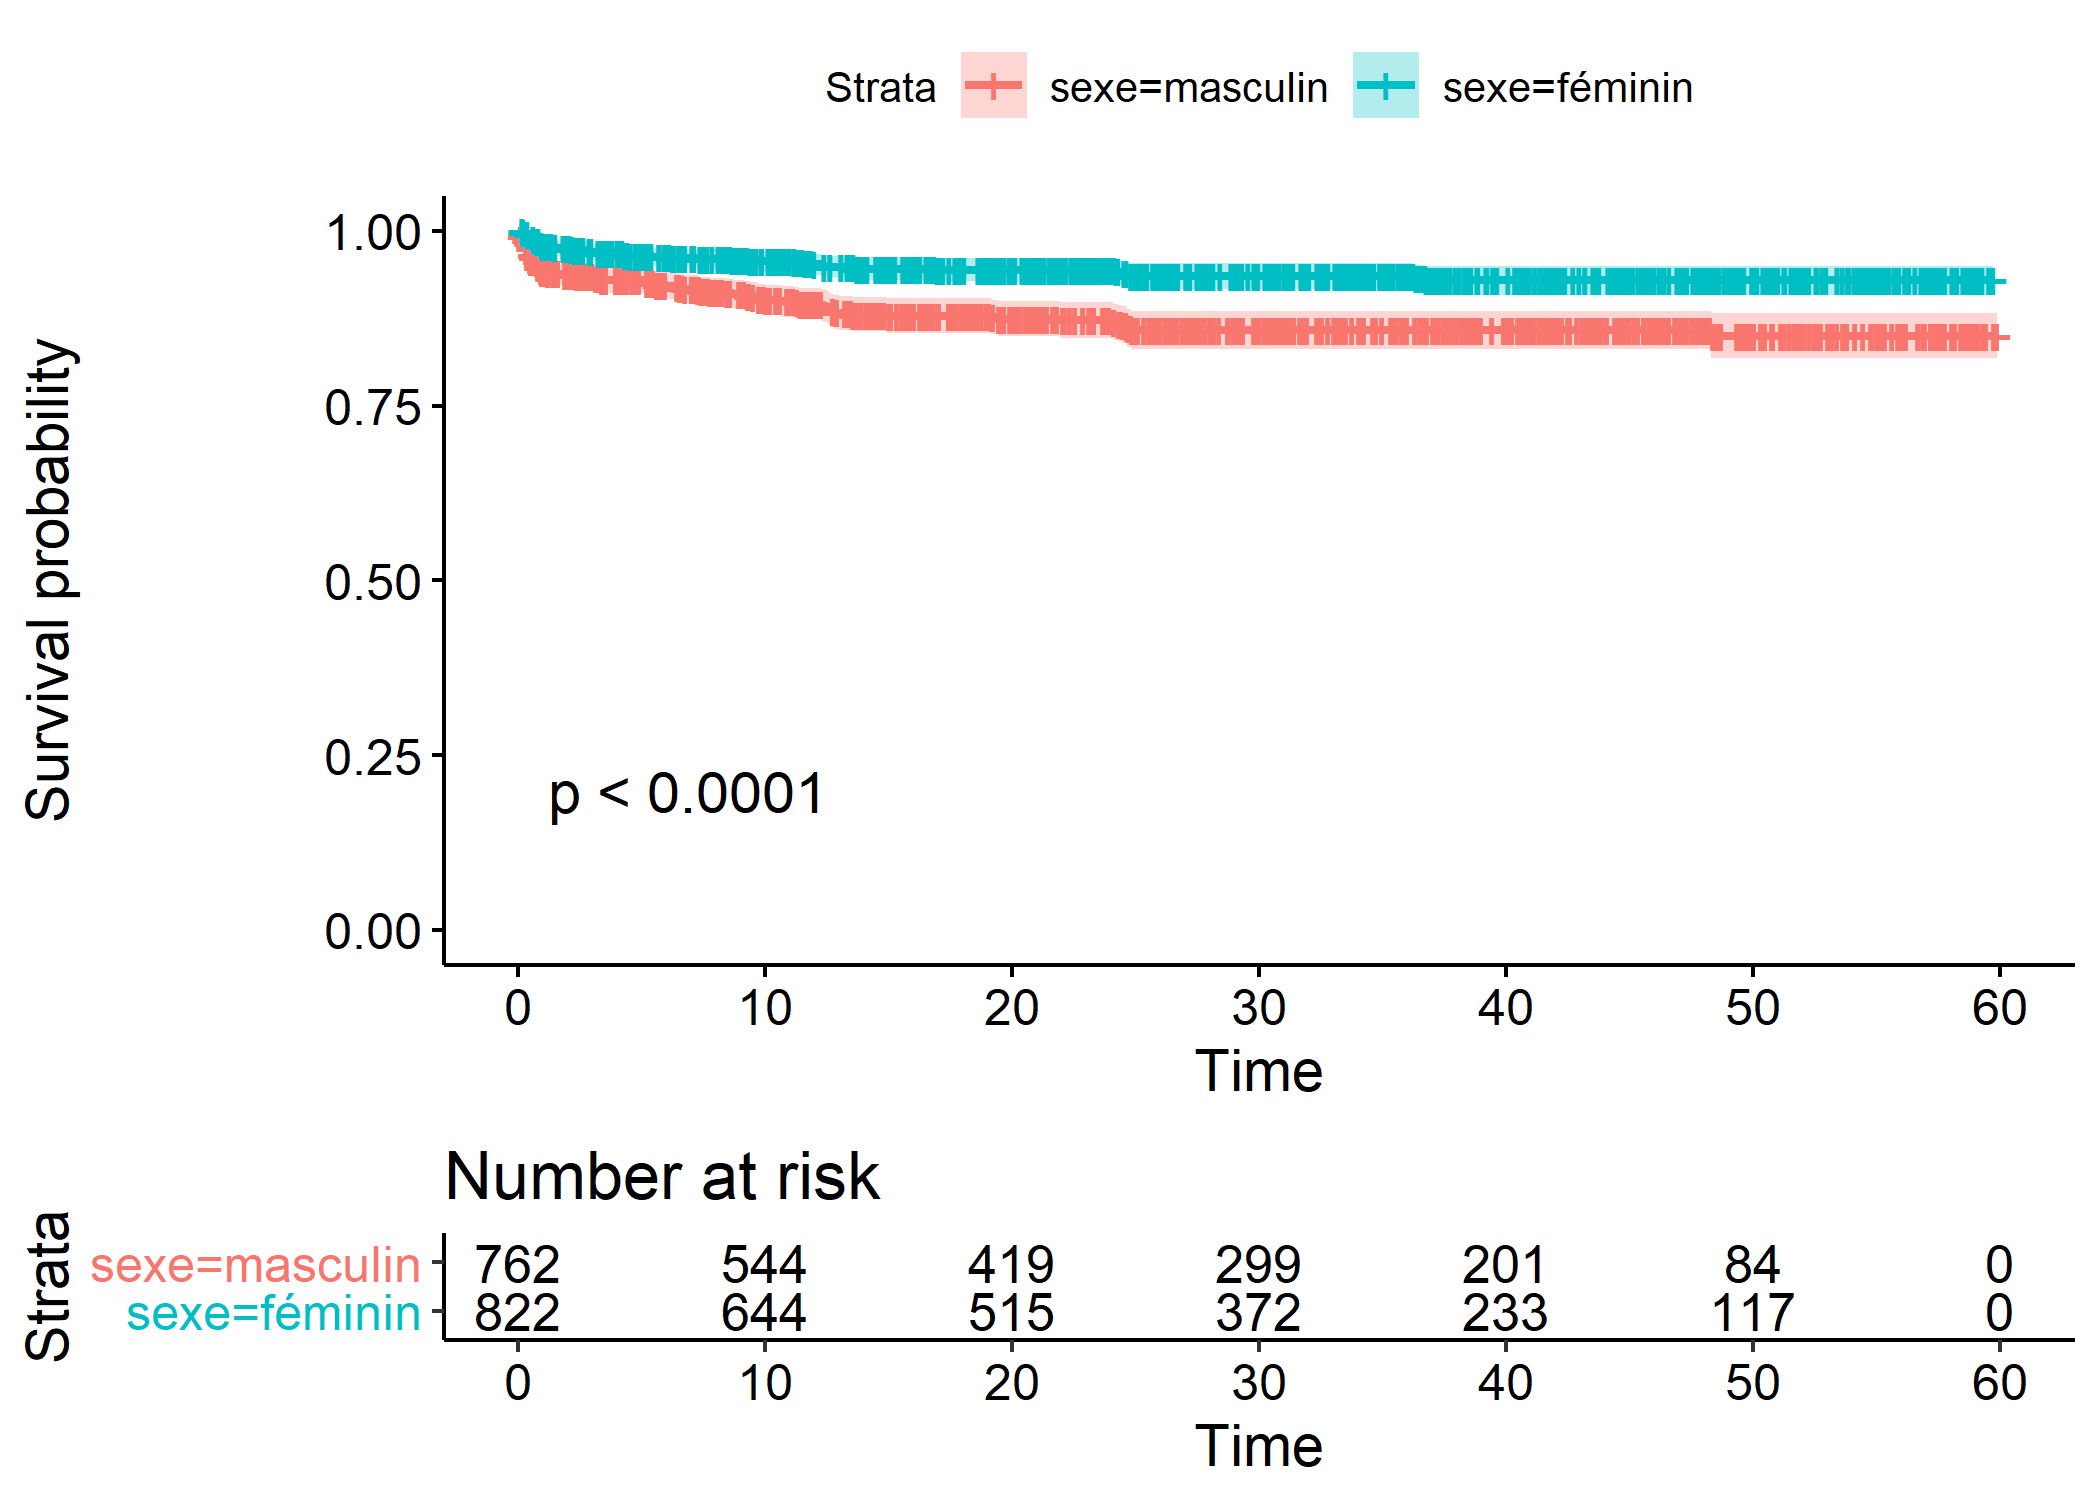 Strata sexe=masculin sexe=féminin
Survival probability
1.00
0.75
0.50
0.25
0.00
p < 0.0001
0 10 20 30 40 50 60
Time
Number at risk
Strata
sexe=masculin 762 544 419 299 201 84 0
sexe=féminin 822 644 515 372 233 117 0
0 10 20 30 40 50 60
Time